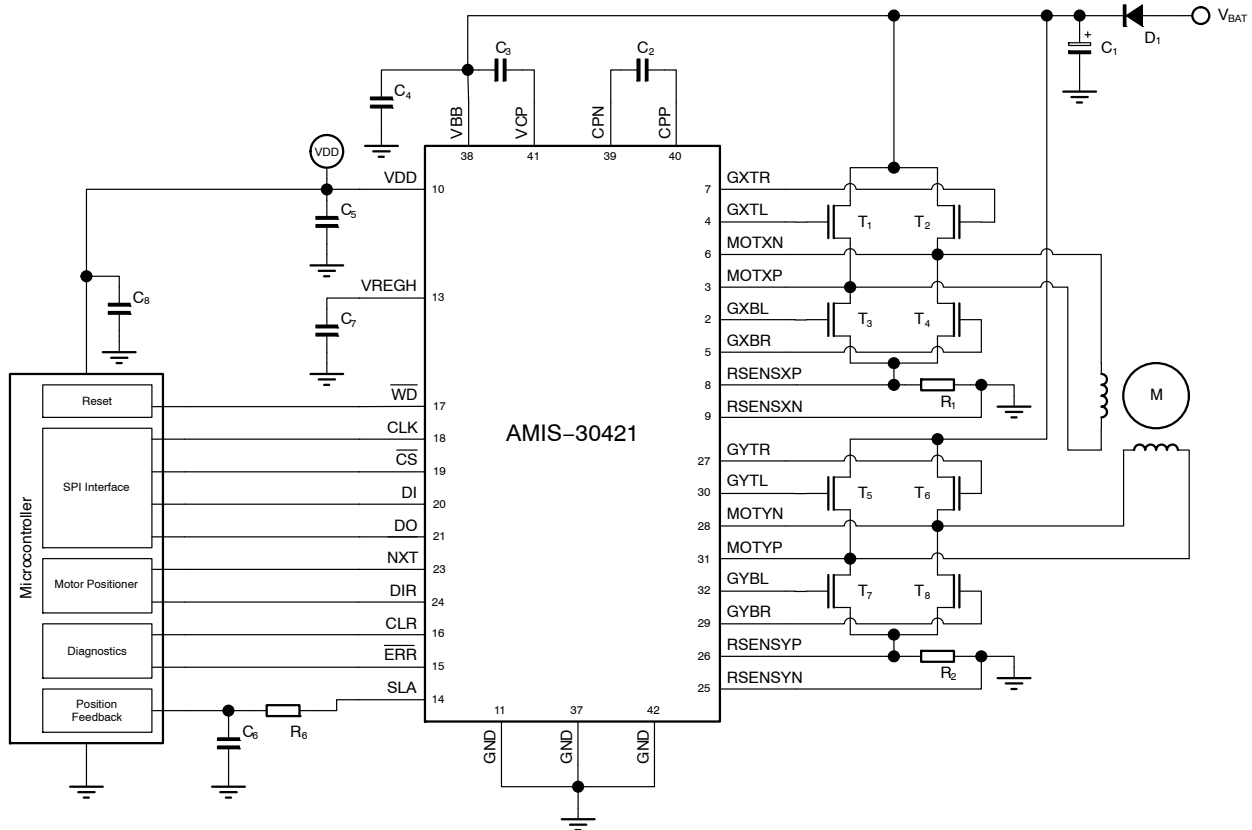 VBAT
D1
C1
+
C3
C2
C4
VBB
VCP
CPN
CPP
38
41
39
40
VDD
VDD
10
C5
C8
VREGH
13
C7
AMIS–30421
Microcontroller
Reset
SPI Interface
Motor Positioner
Diagnostics
Position
Feedback
WD
17
CLK
18
CS
19
DI
20
DO
21
NXT
23
DIR
24
CLR
16
ERR
15
SLA
14
C6
R6
11
37
42
GND
GND
GND
7
GXTR
4
GXTL
6
MOTXN
3
MOTXP
2
GXBL
5
GXBR
8
RSENSXP
9
RSENSXN
T1
T2
T3
T4
R1
M
27
GYTR
30
GYTL
28
MOTYN
31
MOTYP
32
GYBL
29
GYBR
26
RSENSYP
25
RSENSYN
T5
T6
T7
T8
R2